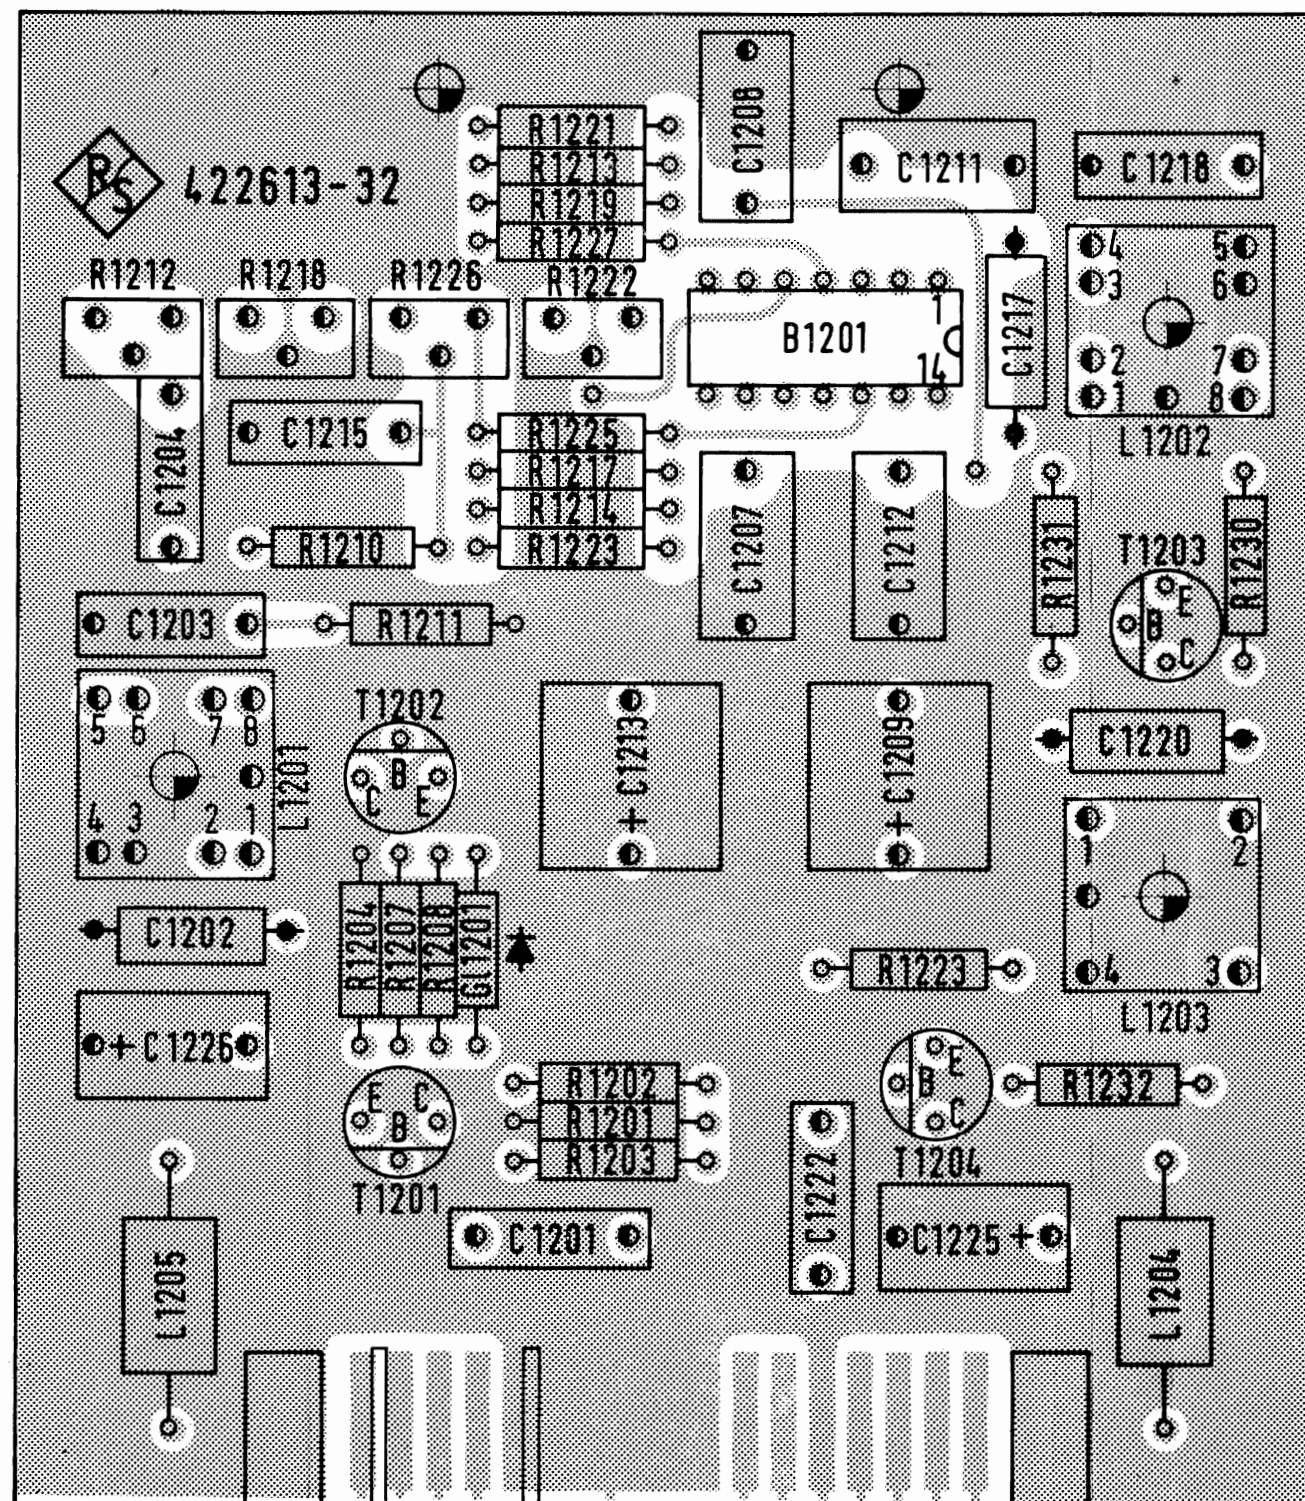 R/S
422613-32
R1221
R1213
R1219
R1227
C1208
C1211
C1218
R1212
R1218
R1226
R1222
B1201
1
14
C1217
4
5
3
6
2
7
1
8
L1202
C1204
C1215
R1225
R1217
R1214
R1223
R1210
C1207
C1212
R1231
T1203
E
B
C
R1230
C1203
R1211
5
6
7
8
4
3
2
1
L1201
T1202
B
C
E
+C1213
+C1209
C1220
1
2
4
3
L1203
C1202
R1204
R1207
R1208
Gl1201
R1223
+C1226
E
C
B
T1201
R1202
R1201
R1203
C1201
E
B
C
T1204
R1232
C1222
C1225+
L1205
L1204